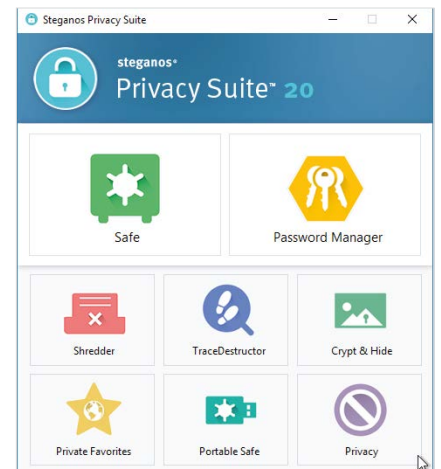 Steganos Privacy Suite
steganos®
Privacy Suite™ 20
Safe
Password Manager
Shredder
TraceDestructor
Crypt & Hide
Private Favorites
Portable Safe
Privacy